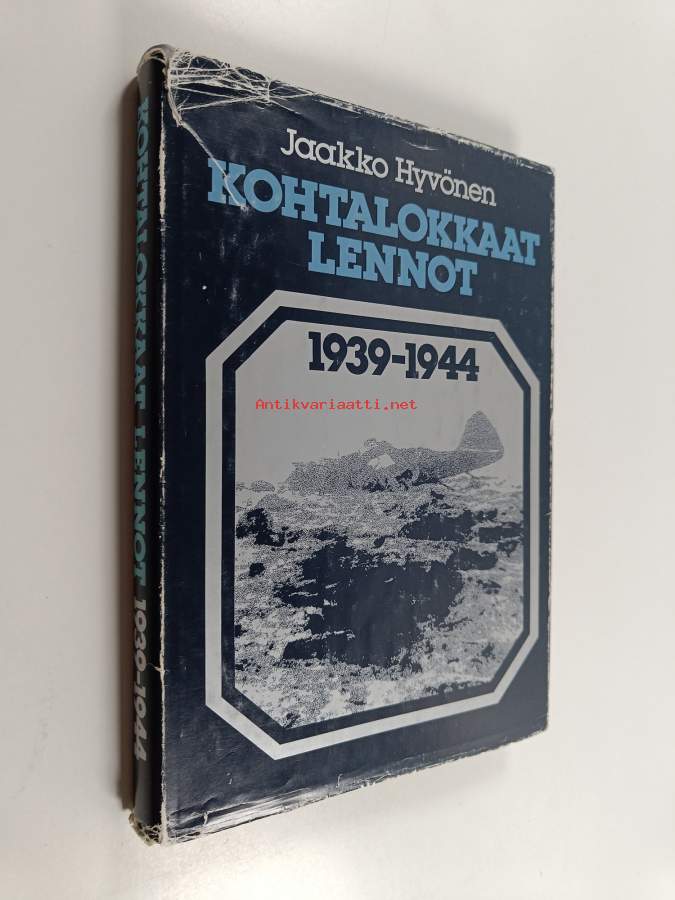 Jaakko Hyvönen
KOHTALOKKAAT
LENNOT
1939-1944
Antikvariaatti.net
KOHTALOKKAAT LENNOT 1939-1944